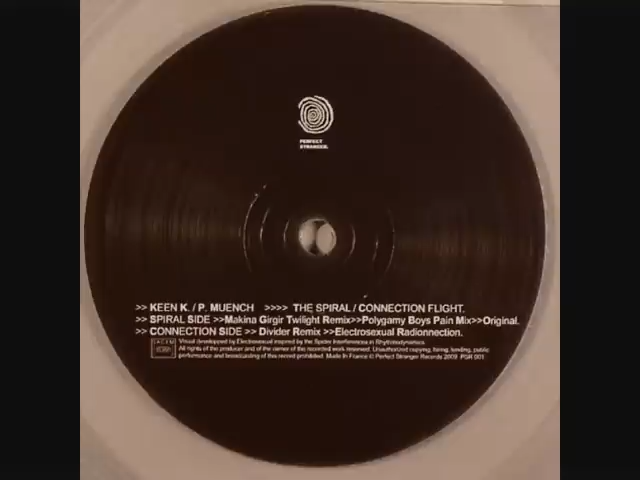 PERFECT
STRANGER.
>> KEEN K. / P. MUENCH >>>> THE SPIRAL / CONNECTION FLIGHT.
>> SPIRAL SIDE >>Makina Girgir Twilight Remix>>Polygamy Boys Pain Mix>>Original.
>> CONNECTION SIDE >> Divider Remix >>Electrosexual Radionnection.
SACEM
Visual developped by Electrosexual inspired by the Spider Interferences in Rhythmodynamics.
All rights of the producer and of the owner of the recorded work reserved. Unauthorized copying, hiring, lending, public
performance and broadcasting of this record prohibited. Made In France © Perfect Stranger Records 2009 PSR 001